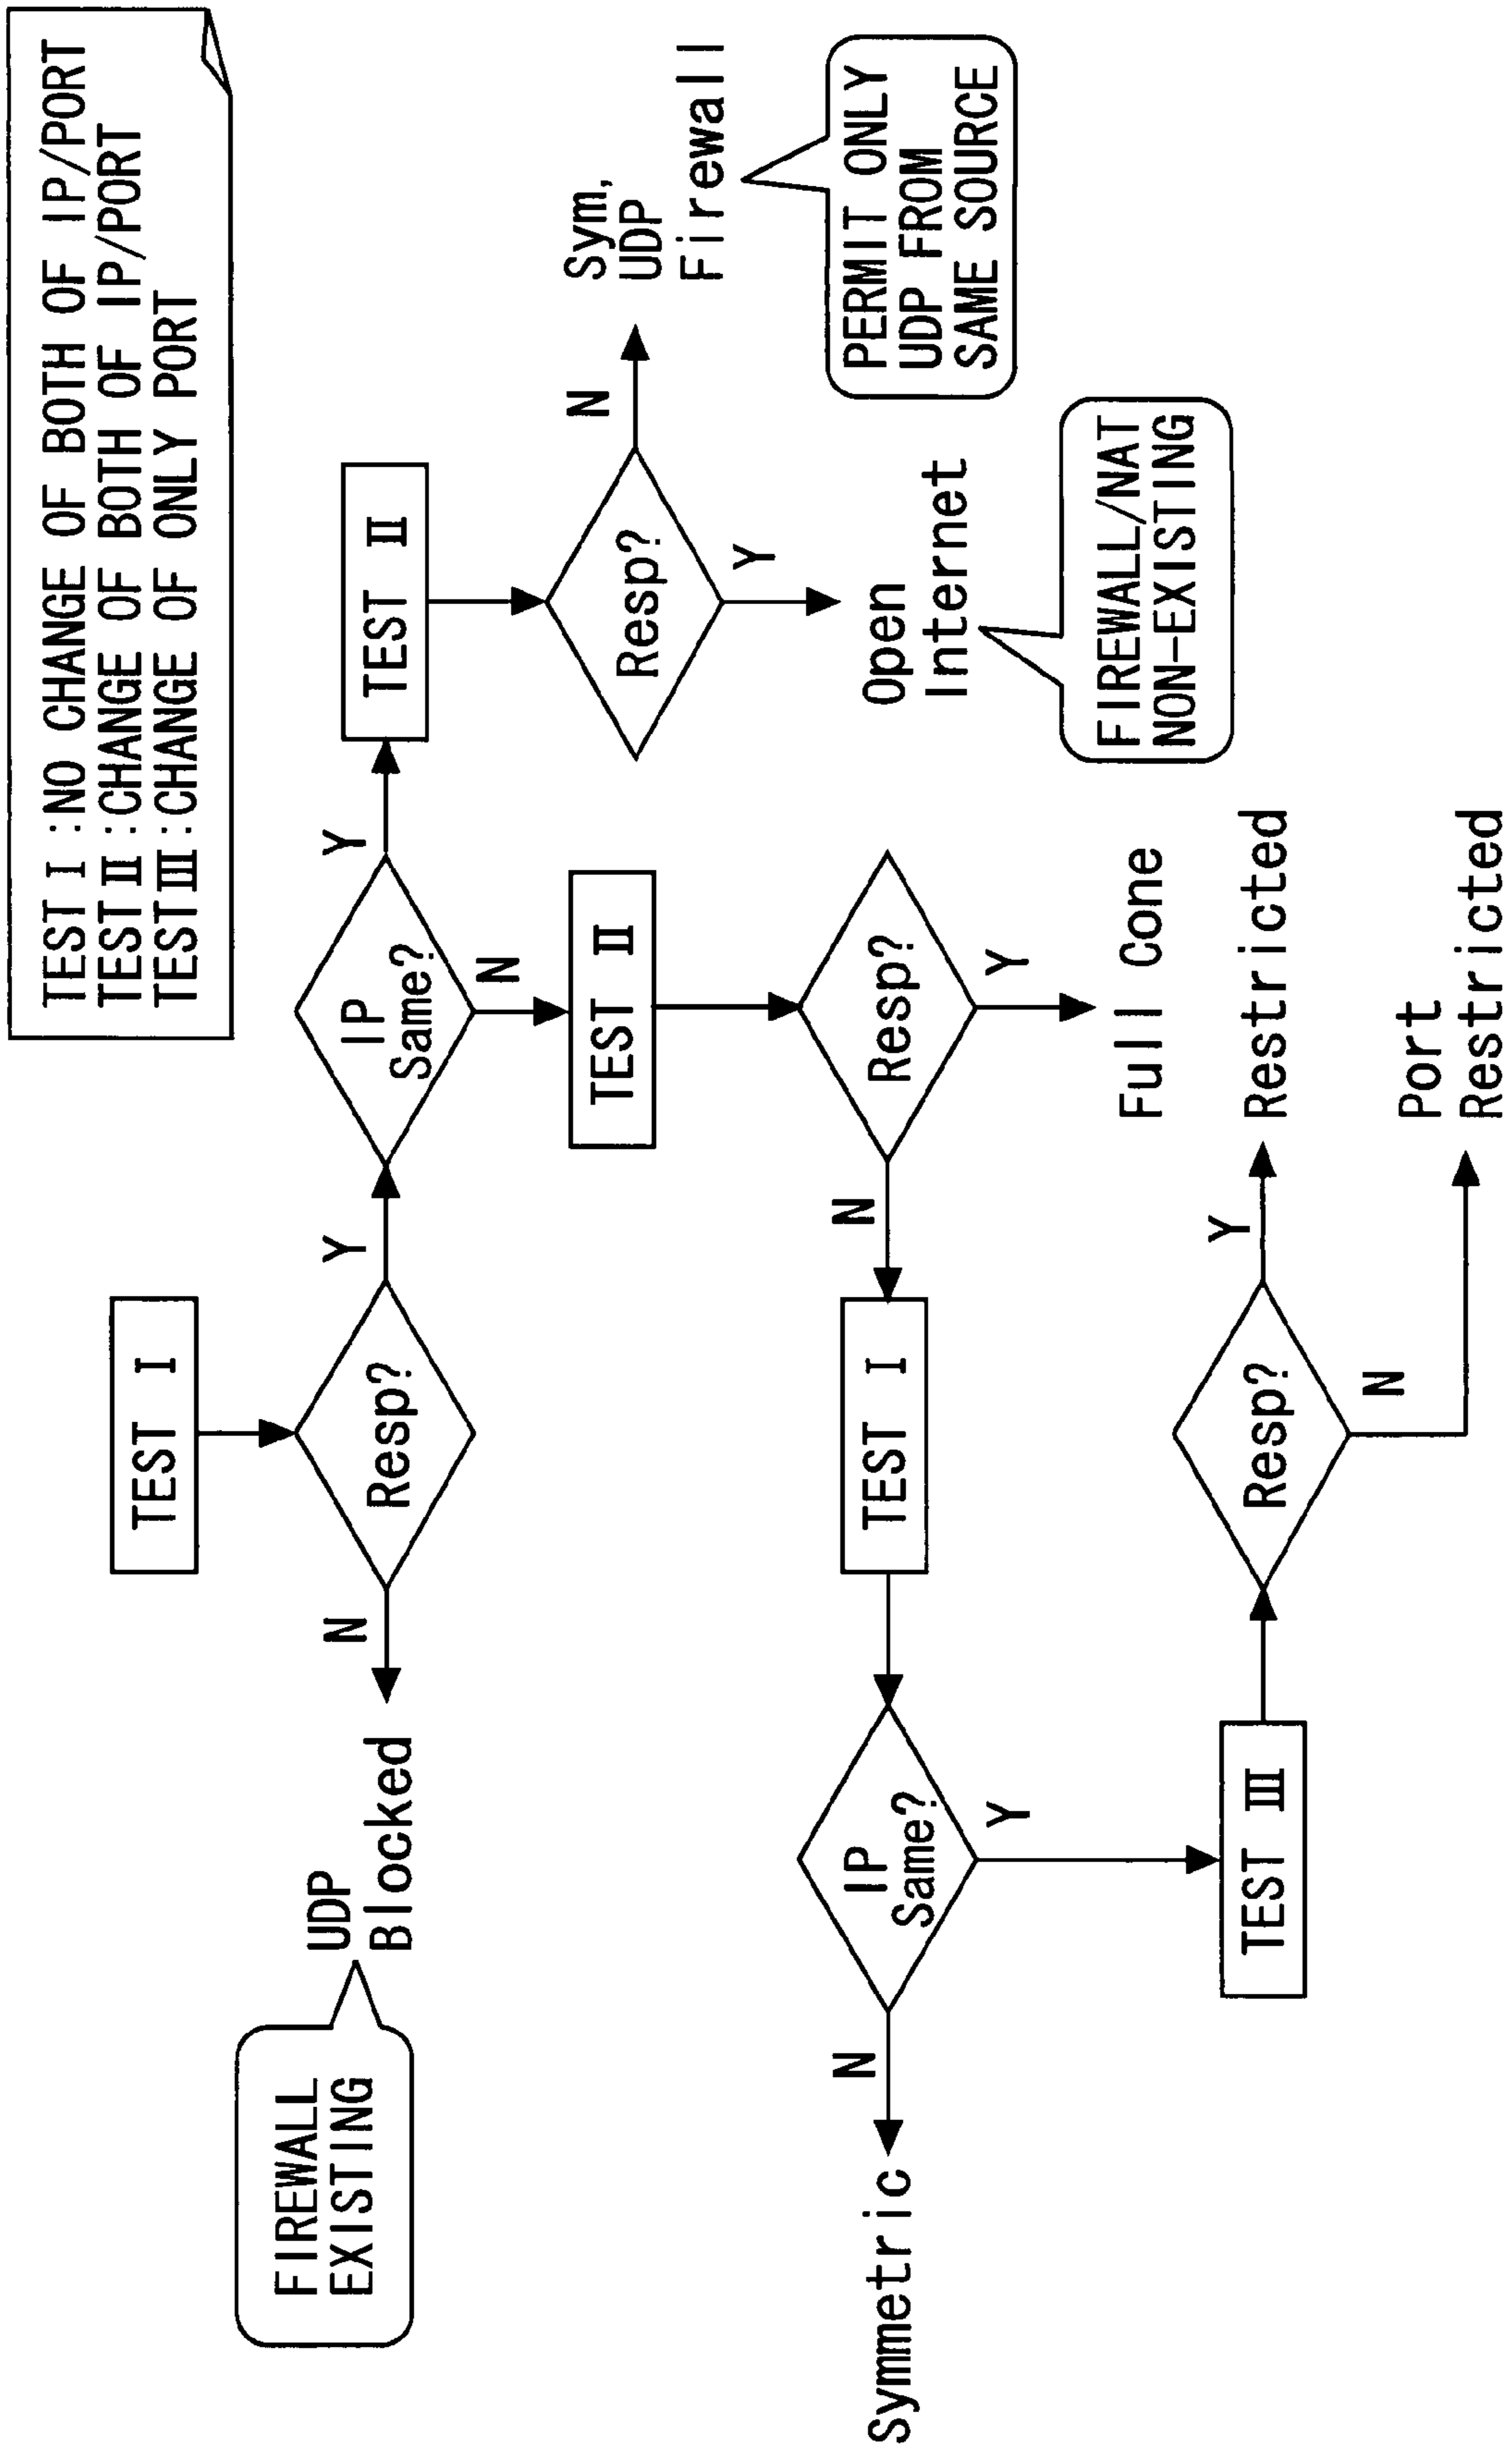 TEST I :NO CHANGE OF BOTH OF IP/PORT
TEST II:CHANGE OF BOTH OF IP/PORT
TEST III:CHANGE OF ONLY PORT
TEST I
Resp?
N
Y
UDP
Blocked
FIREWALL
EXISTING
IP
Same?
Y
N
TEST II
Resp?
N
Y
Sym,
UDP
Firewall
PERMIT ONLY
UDP FROM
SAME SOURCE
Open
Internet
FIREWALL/NAT
NON-EXISTING
TEST II
Resp?
N
Y
Full Cone
TEST I
IP
Same?
N
Y
Symmetric
TEST III
Resp?
Y
N
Restricted
Port
Restricted